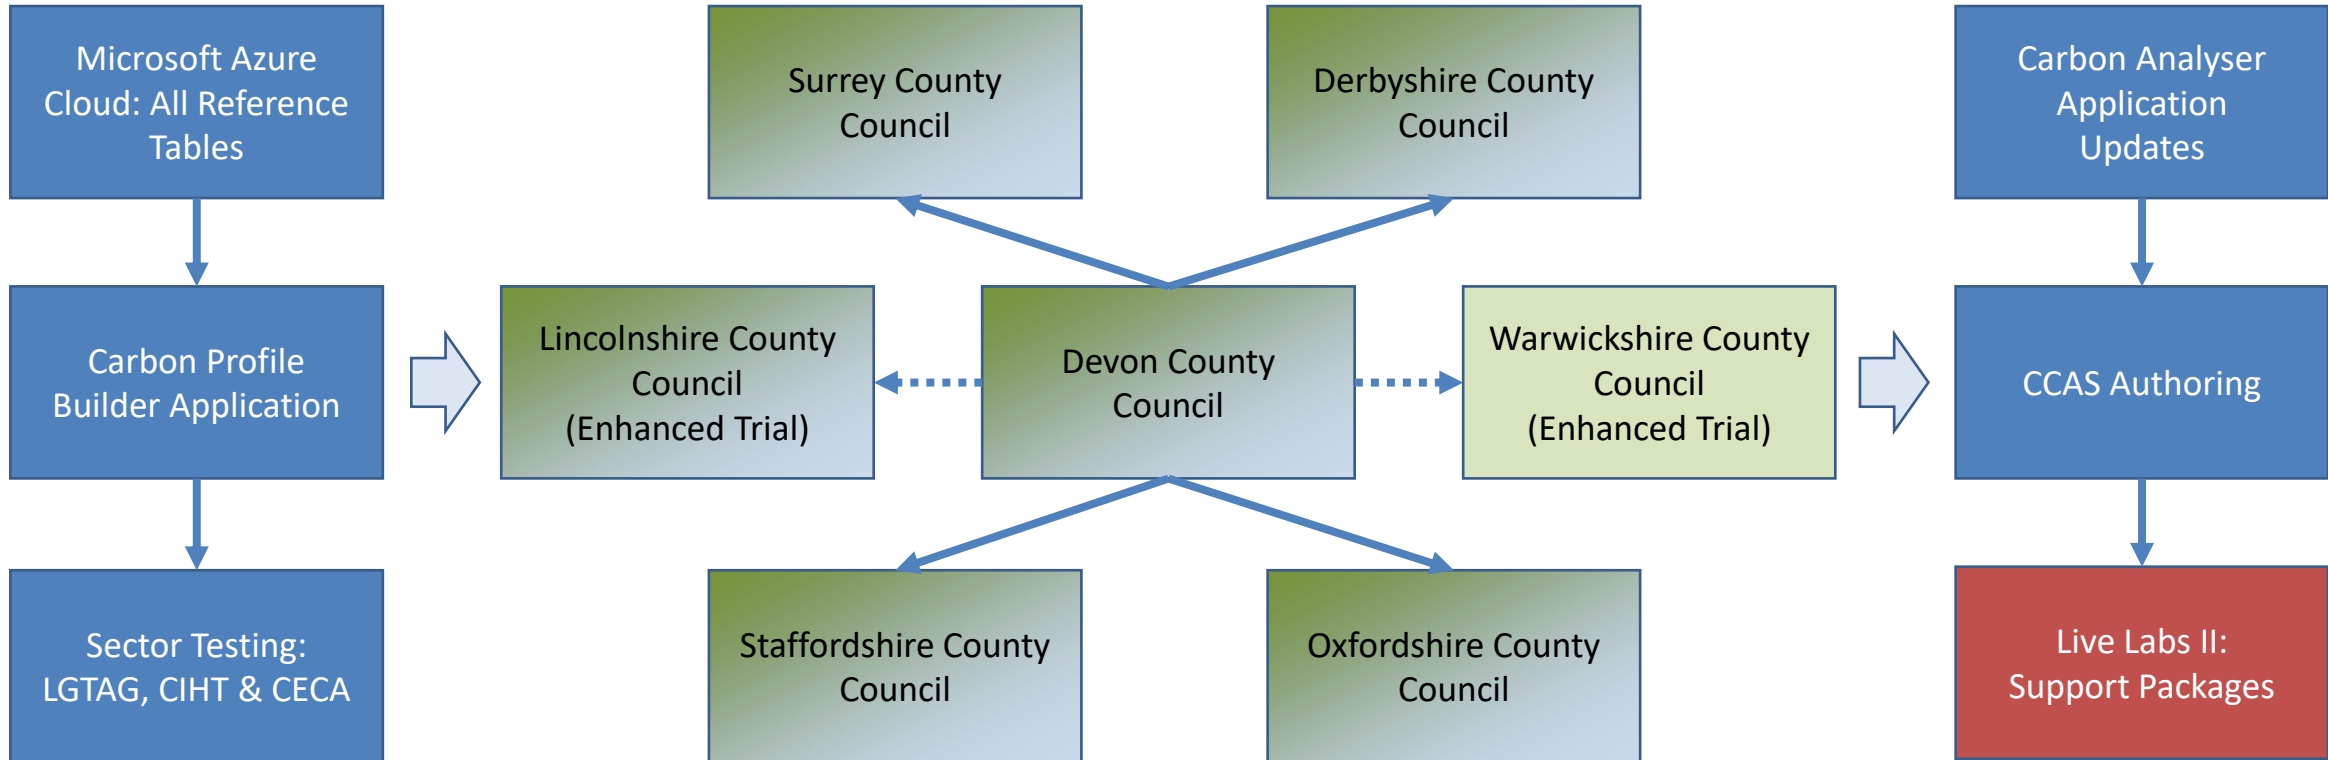 Microsoft Azure
Cloud: All Reference
Tables
Surrey County
Council
Derbyshire County
Council
Carbon Analyser
Application
Updates
Carbon Profile
Builder Application
Lincolnshire County
Council
(Enhanced Trial)
Devon County
Council
Warwickshire County
Council
(Enhanced Trial)
CCAS Authoring
Sector Testing:
LGTAG, CIHT & CECA
Staffordshire County
Council
Oxfordshire County
Council
Live Labs II:
Support Packages